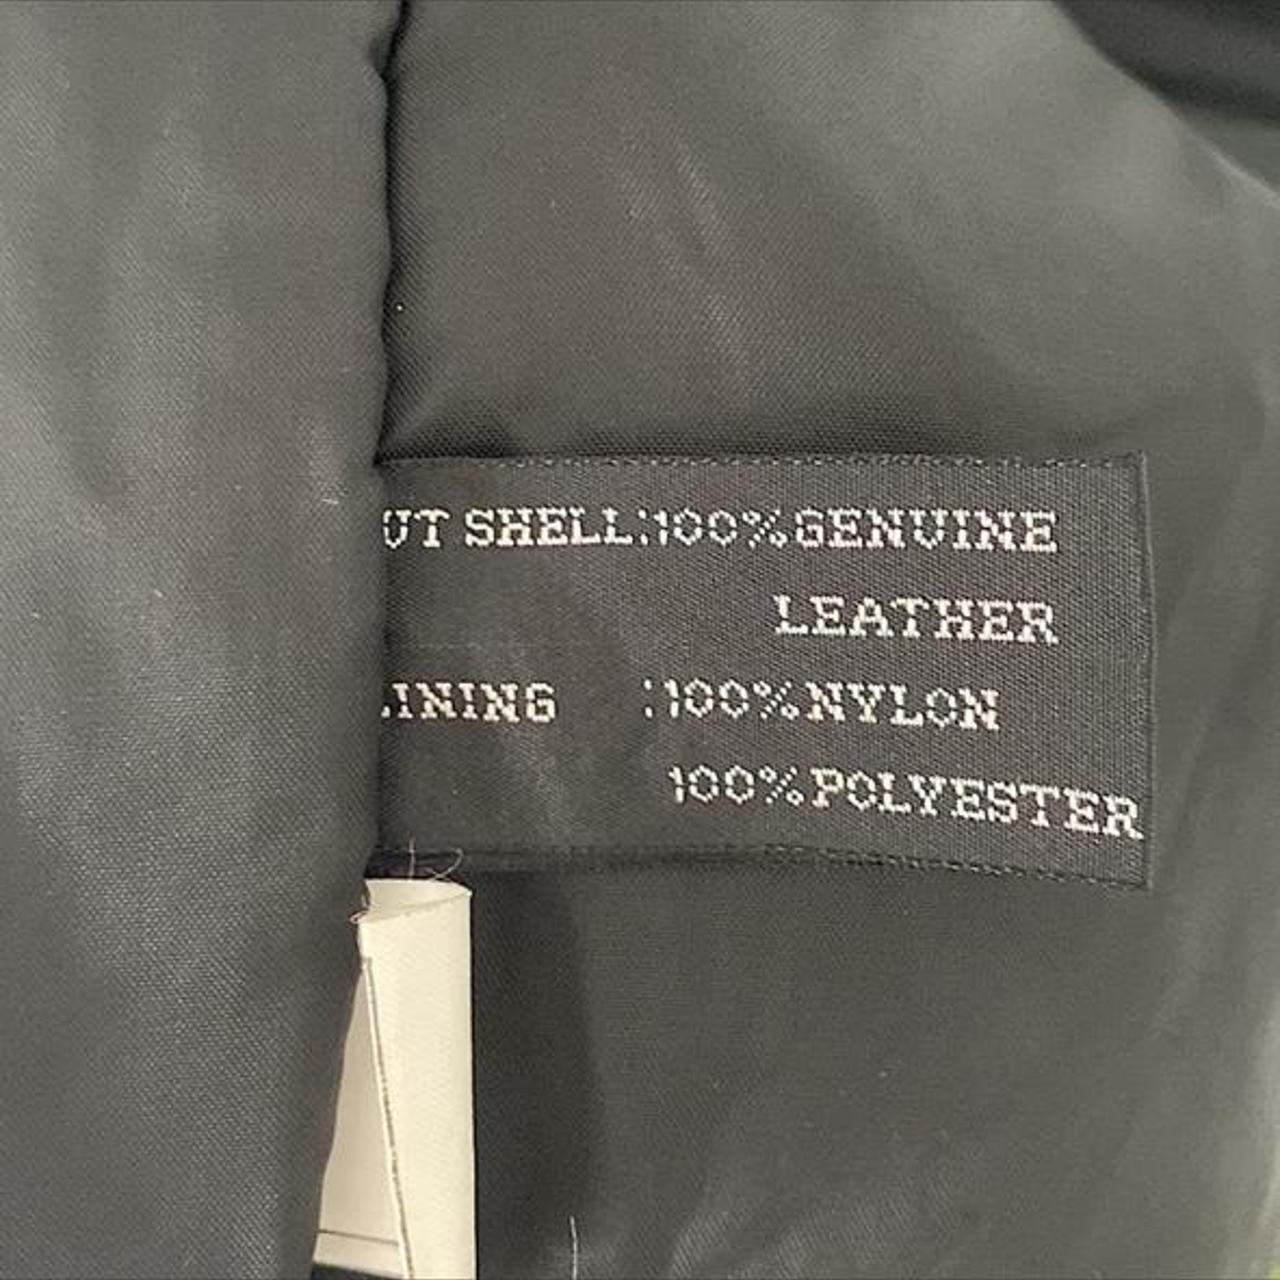 UT SHELL:100%GENUINE
LEATHER
LINING :100%NYLON
100%POLYESTER